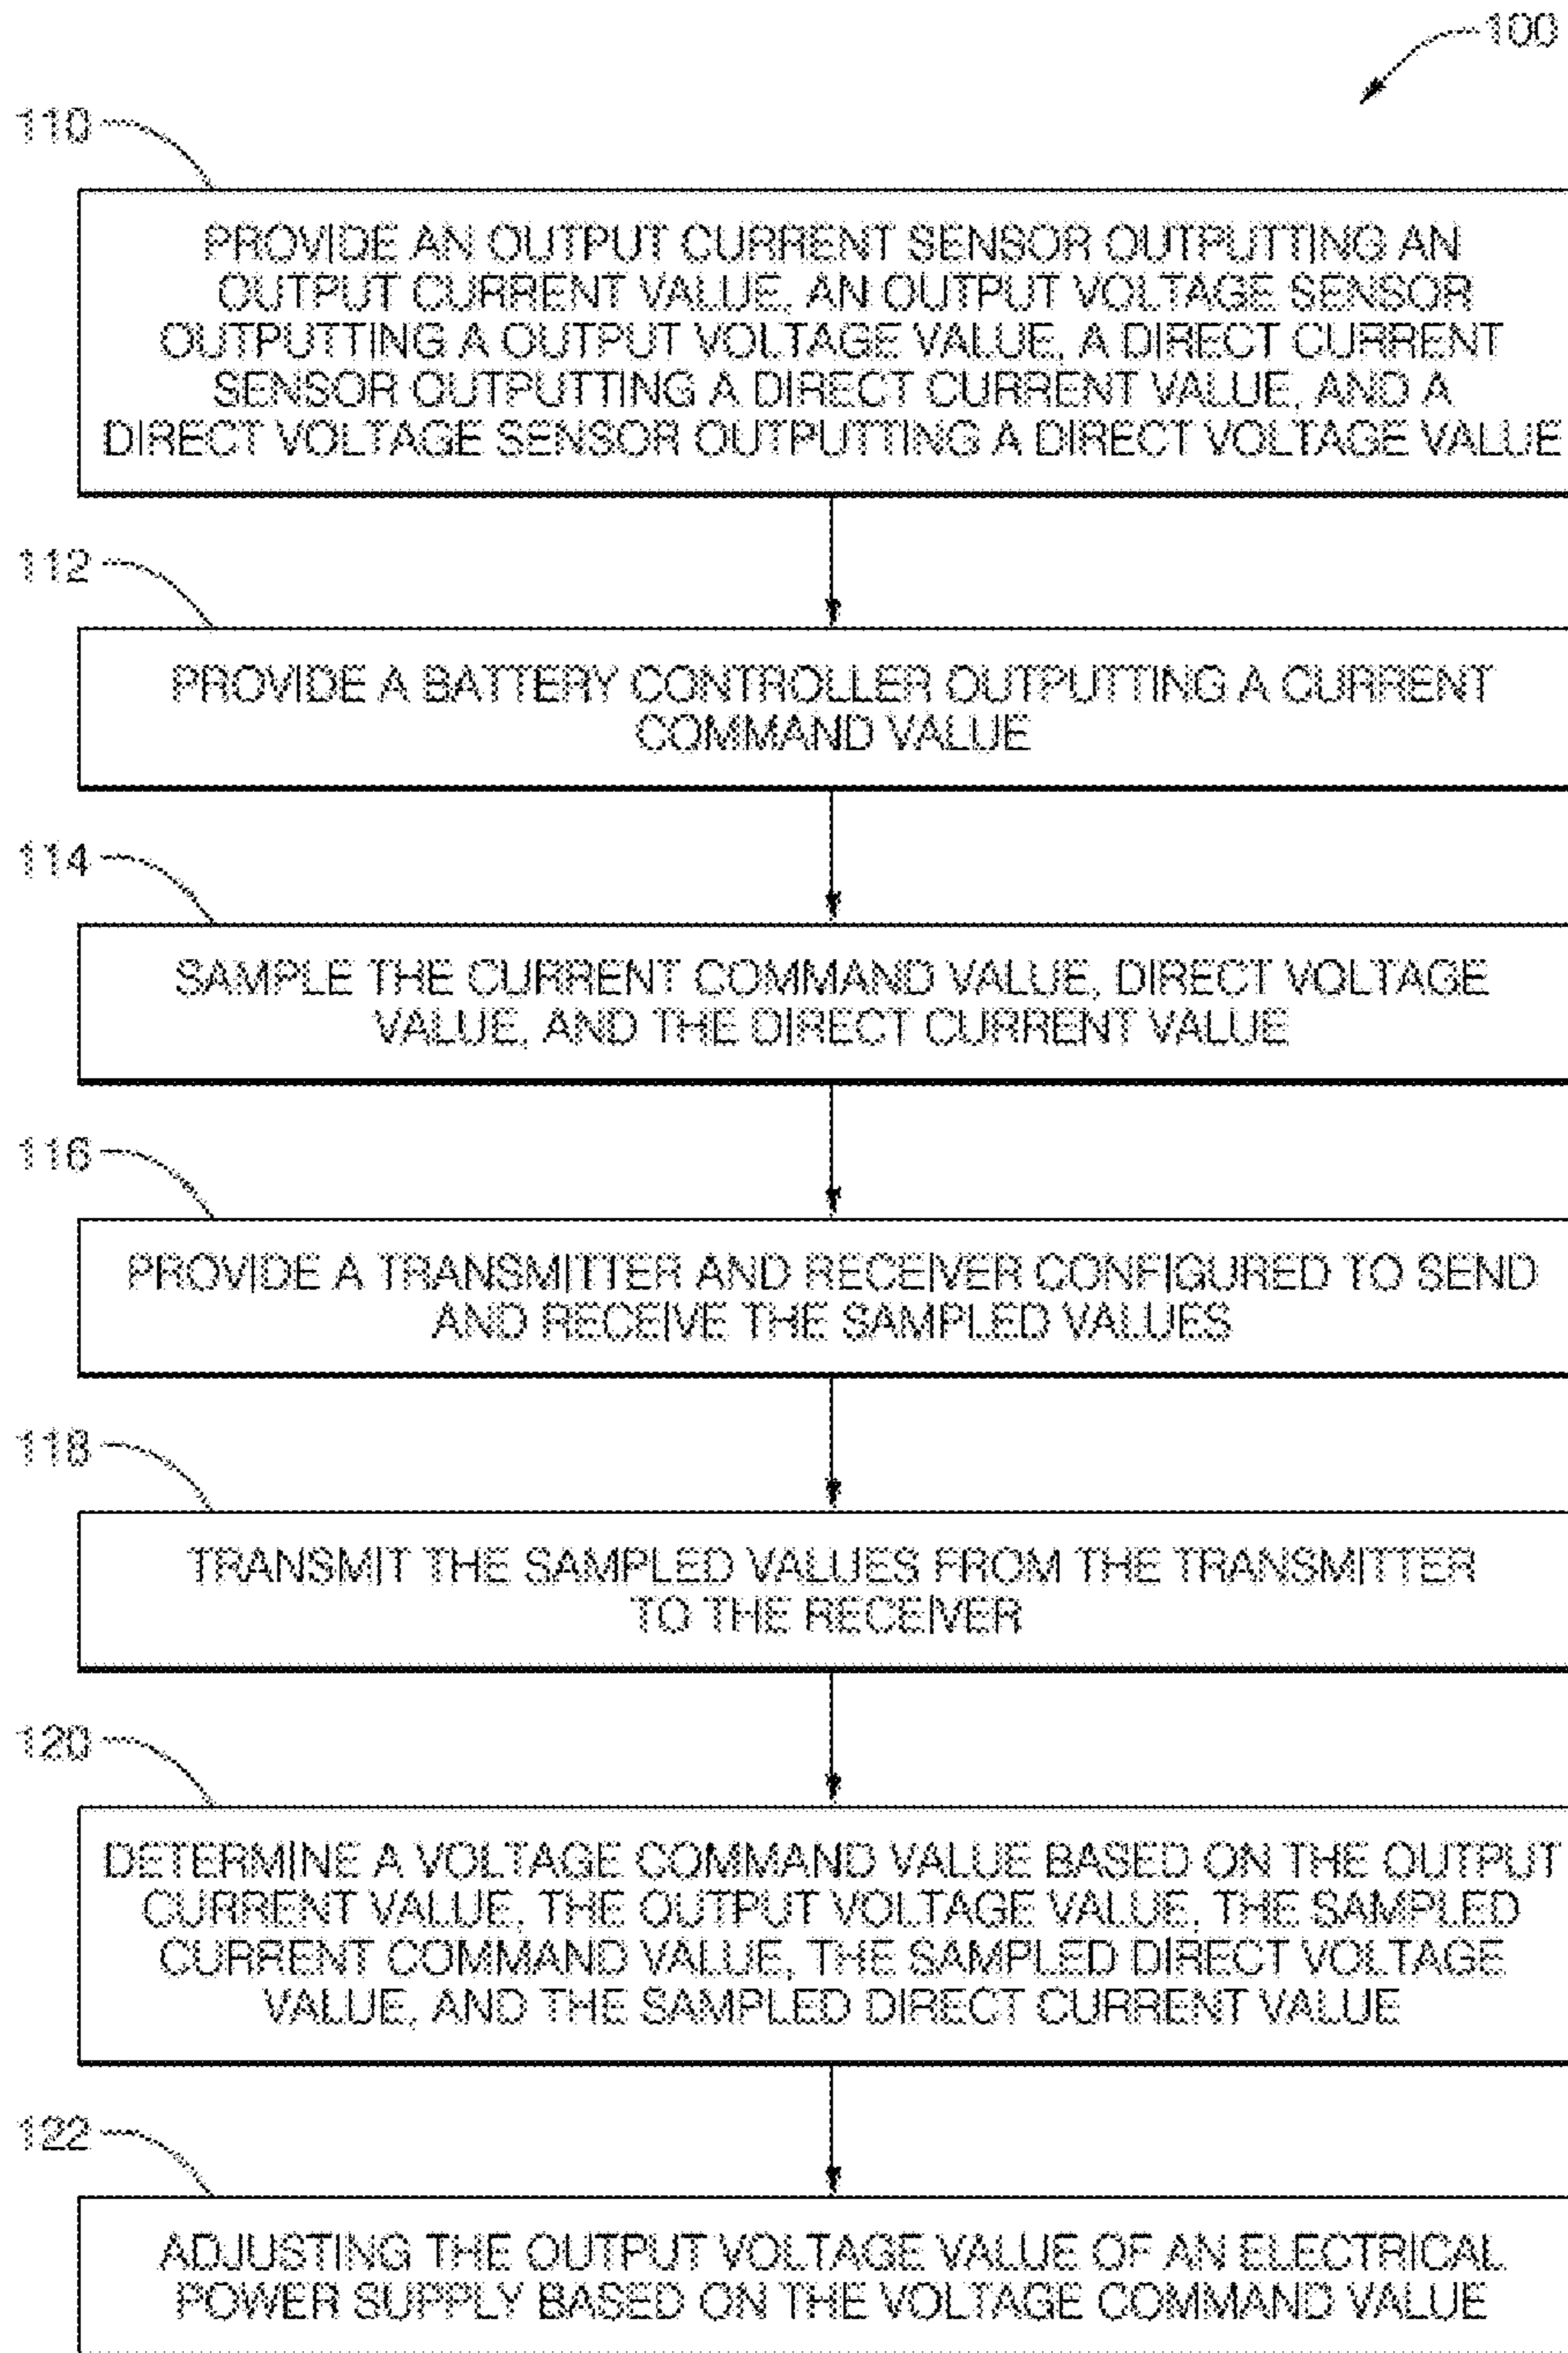 100
110
PROVIDE AN OUTPUT CURRENT SENSOR OUTPUTTING AN
OUTPUT CURRENT VALUE, AN OUTPUT VOLTAGE SENSOR
OUTPUTTING A OUTPUT VOLTAGE VALUE, A DIRECT CURRENT
SENSOR OUTPUTTING A DIRECT CURRENT VALUE, AND A
DIRECT VOLTAGE SENSOR OUTPUTTING A DIRECT VOLTAGE VALUE
112
PROVIDE A BATTERY CONTROLLER OUTPUTTING A CURRENT
COMMAND VALUE
114
SAMPLE THE CURRENT COMMAND VALUE, DIRECT VOLTAGE
VALUE, AND THE DIRECT CURRENT VALUE
116
PROVIDE A TRANSMITTER AND RECEIVER CONFIGURED TO SEND
AND RECEIVE THE SAMPLED VALUES
118
TRANSMIT THE SAMPLED VALUES FROM THE TRANSMITTER
TO THE RECEIVER
120
DETERMINE A VOLTAGE COMMAND VALUE BASED ON THE OUTPUT
CURRENT VALUE, THE OUTPUT VOLTAGE VALUE, THE SAMPLED
CURRENT COMMAND VALUE, THE SAMPLED DIRECT VOLTAGE
VALUE, AND THE SAMPLED DIRECT CURRENT VALUE
122
ADJUSTING THE OUTPUT VOLTAGE VALUE OF AN ELECTRICAL
POWER SUPPLY BASED ON THE VOLTAGE COMMAND VALUE